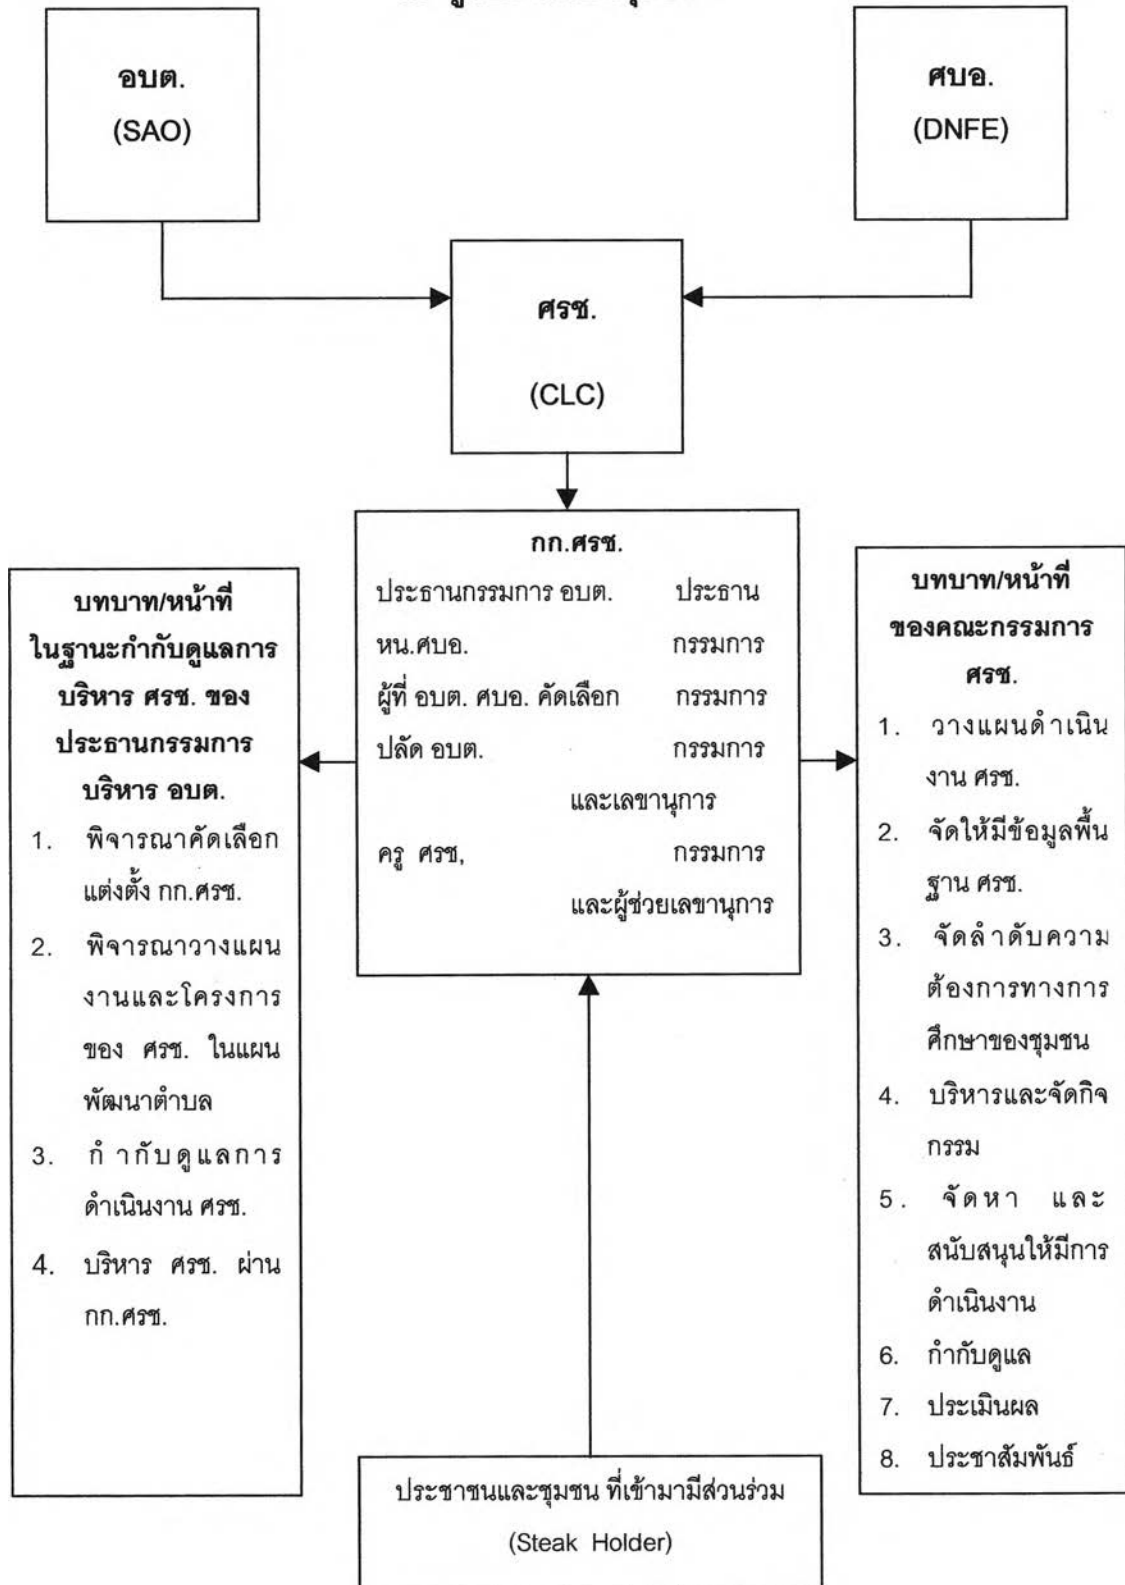 อบต.
(SAO)
ศบอ.
(DNFE)
ศรช.
(CLC)
กก.ศรช.
ประธานกรรมการ อบต. ประธาน
หน.ศบอ. กรรมการ
ผู้ที่ อบต. ศบอ. คัดเลือก กรรมการ
ปลัด อบต. กรรมการ
และเลขานุการ
ครู ศรช, กรรมการ
และผู้ช่วยเลขานุการ
บทบาท/หน้าที่
ในฐานะกำกับดูแลการ
บริหาร ศรช. ของ
ประธานกรรมการ
บริหาร อบต.
1. พิจารณาคัดเลือก
แต่งตั้ง กก.ศรช.
2. พิจารณาวางแผน
งานและโครงการ
ของ ศรช. ในแผน
พัฒนาตำบล
3. กำกับดูแลการ
ดำเนินงาน ศรช.
4. บริหาร ศรช. ผ่าน
กก.ศรช.
บทบาท/หน้าที่
ของคณะกรรมการ
ศรช.
1. วางแผนดำเนิน
งาน ศรช.
2. จัดให้มีข้อมูลพื้น
ฐาน ศรช.
3. จัดลำดับความ
ต้องการทางการ
ศึกษาของชุมชน
4. บริหารและจัดกิจ
กรรม
5. จัดหา และ
สนับสนุนให้มีการ
ดำเนินงาน
6. กำกับดูแล
7. ประเมินผล
8. ประชาสัมพันธ์
ประชาชนและชุมชน ที่เข้ามามีส่วนร่วม
(Steak Holder)